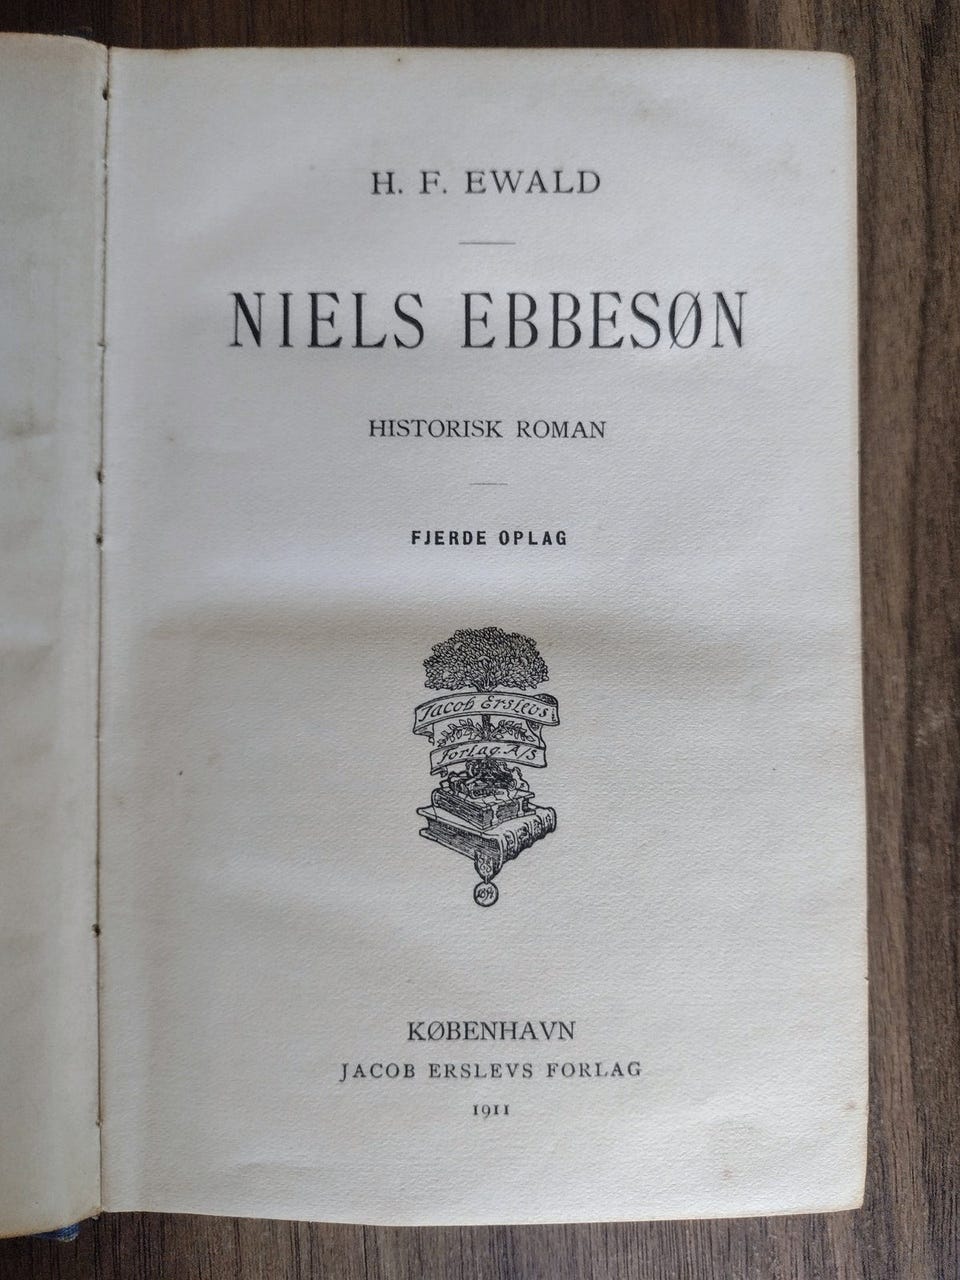 H. F. EWALD
NIELS EBBESØN
HISTORISK ROMAN
FJERDE OPLAG
Jacob Erslevs
Forlag. A/S
KØBENHAVN
JACOB ERSLEVS FORLAG
1911